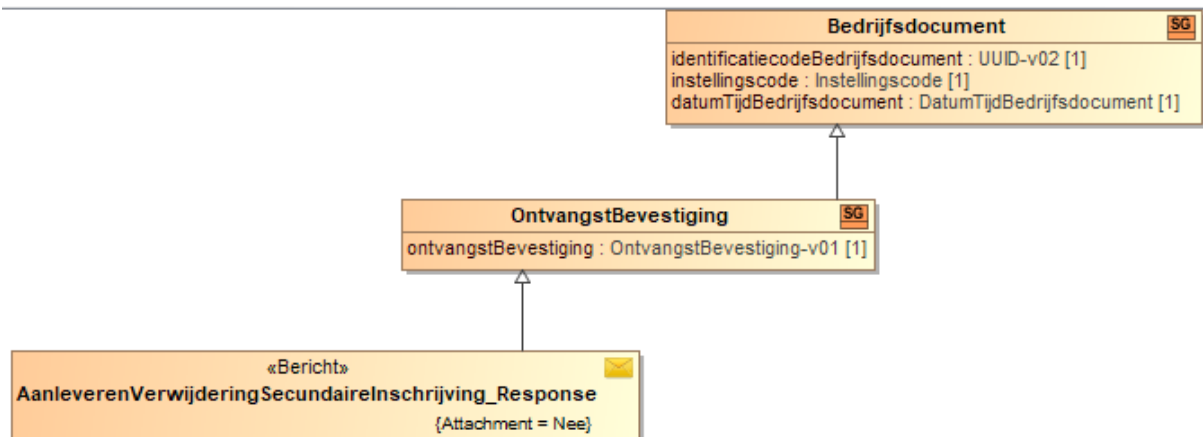 Bedrijfsdocument SG
identificatiecodeBedrijfsdocument : UUID-v02 [1]
instellingscode : Instellingscode [1]
datumTijdBedrijfsdocument : DatumTijdBedrijfsdocument [1]
OntvangstBevestiging SG
ontvangstBevestiging : OntvangstBevestiging-v01 [1]
«Bericht»
AanleverenVerwijderingSecundaireInschrijving_Response
{Attachment = Nee}